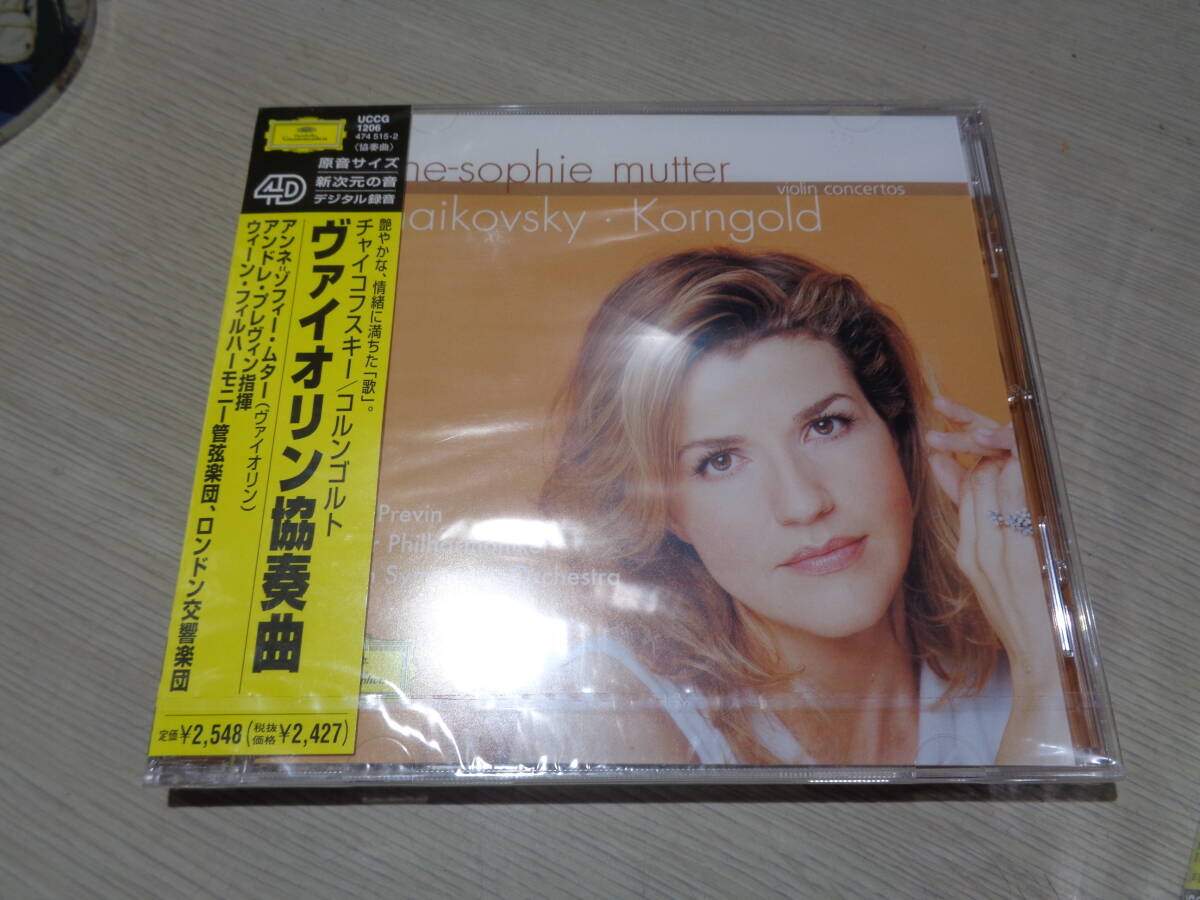 UCCG
1206
474 515-2
〈協奏曲〉
原音サイズ
4D
新次元の音
デジタル録音
艶やかな、情緒に満ちた「歌」。
チャイコフスキー/コルンゴルト
ヴァイオリン協奏曲
アンネ=ゾフィー・ムター(ヴァイオリン)
アンドレ・プレヴィン指揮
ウィーン・フィルハーモニー管弦楽団、ロンドン交響楽団
定価¥2,548(税抜価格¥2,427)
ne-sophie mutter
violin concertos
aikovsky · Korngold
Previn
Philharmoniker
Symphony Orchestra